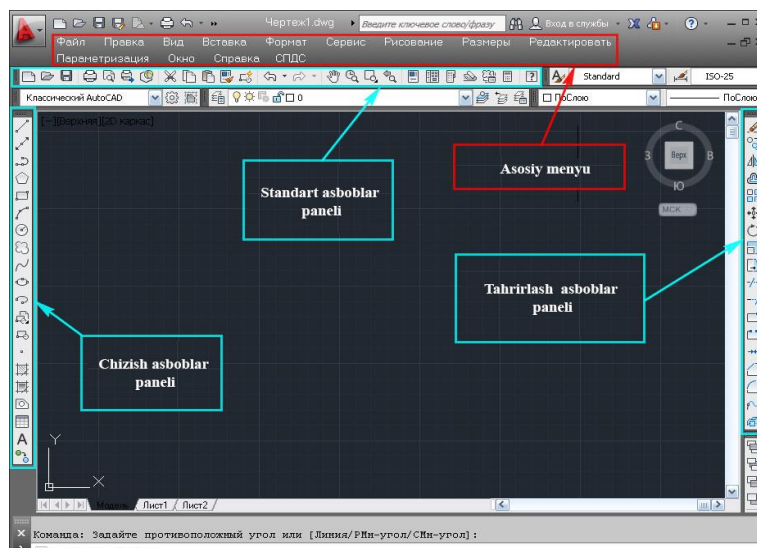 Чертеж1.dwg
Введите ключевое слово/фразу
Вход в службы
Файл Правка Вид Вставка Формат Сервис Рисование Размеры Редактировать
Параметризация Окно Справка СПДС
Standard
ISO-25
Классический AutoCAD
0
ПоСлою
ПоСлою
[−][Верхняя][2D каркас]
С
З
Верх
В
Ю
МСК
Asosiy menyu
Standart asboblar
paneli
Tahrirlash asboblar
paneli
Chizish asboblar
paneli
A
Y
X
Модель
Лист1
Лист2
Команда: Задайте противоположный угол или [Линия/РМн-угол/СМн-угол]: